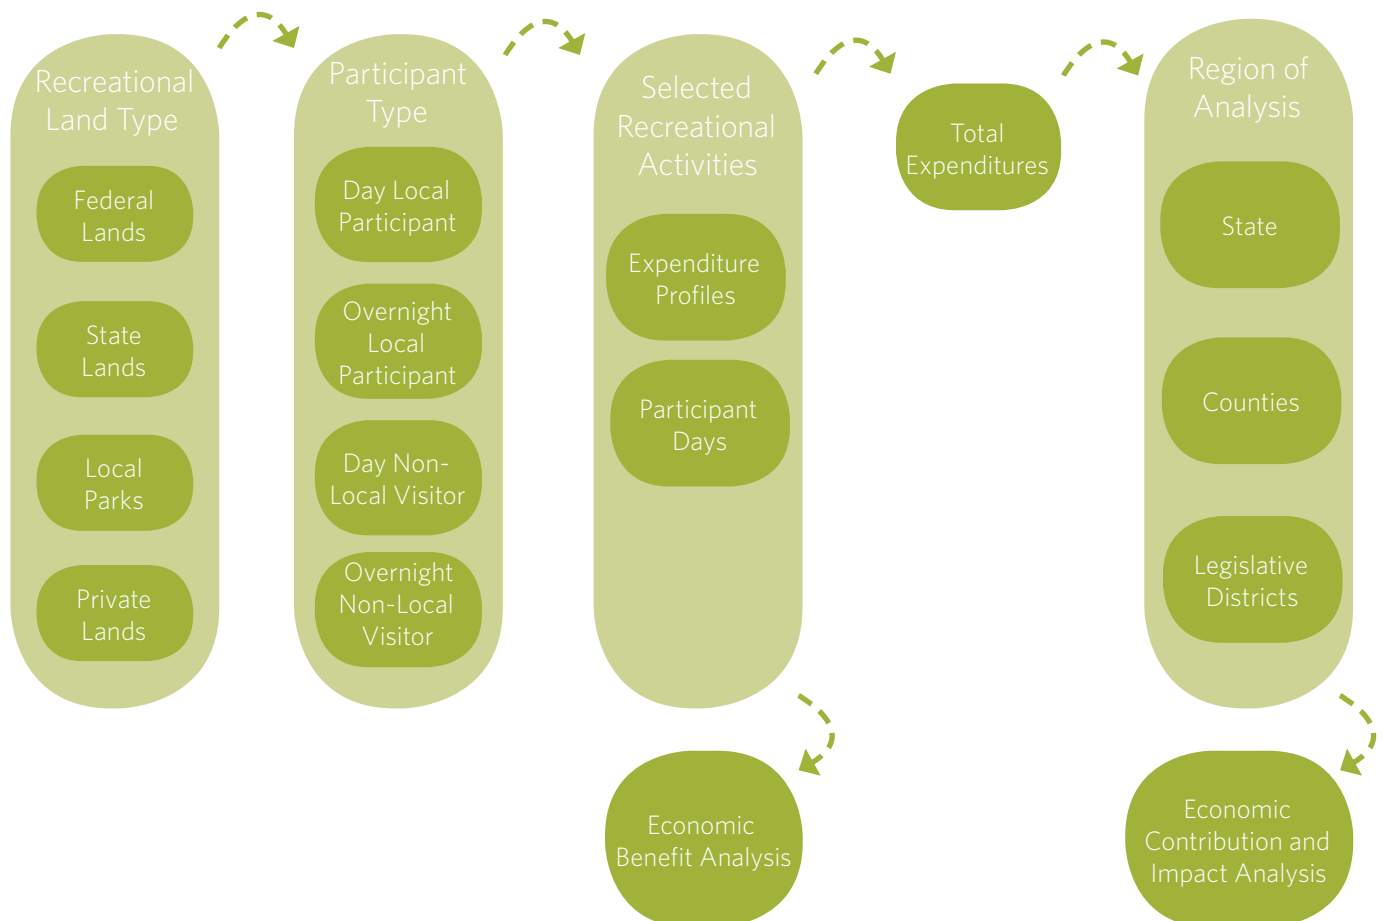 Recreational
Land Type
Federal
Lands
State
Lands
Local
Parks
Private
Lands
Participant
Type
Day Local
Participant
Overnight
Local
Participant
Day Non-
Local Visitor
Overnight
Non-Local
Visitor
Selected
Recreational
Activities
Expenditure
Profiles
Participant
Days
Economic
Benefit Analysis
Total
Expenditures
Region of
Analysis
State
Counties
Legislative
Districts
Economic
Contribution and
Impact Analysis